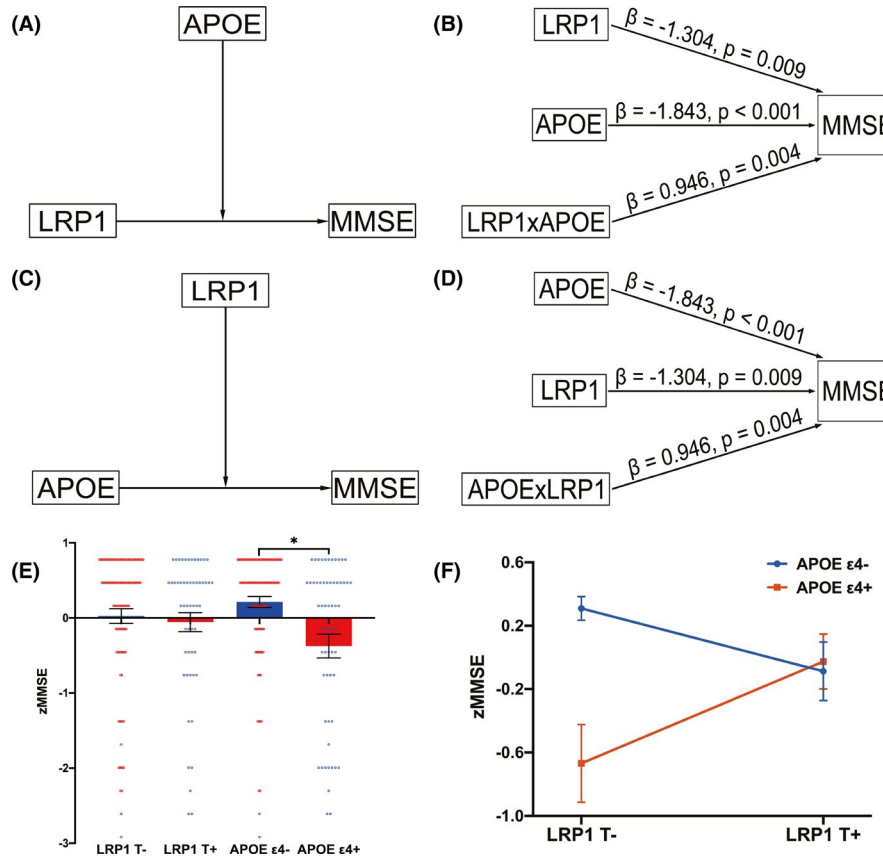 (A)
APOE
LRP1
MMSE
(B)
LRP1
β = -1.304, p = 0.009
APOE
β = -1.843, p < 0.001
MMSE
β = 0.946, p = 0.004
LRP1xAPOE
(C)
LRP1
APOE
MMSE
(D)
APOE
β = -1.843, p < 0.001
LRP1
β = -1.304, p = 0.009
MMSE
β = 0.946, p = 0.004
APOExLRP1
(E)
zMMSE
1
0
-1
-2
-3
*
LRP1 T-
LRP1 T+
APOE ε4-
APOE ε4+
(F)
zMMSE
0.6
0.2
-0.2
-0.6
-1.0
APOE ε4-
APOE ε4+
LRP1 T-
LRP1 T+